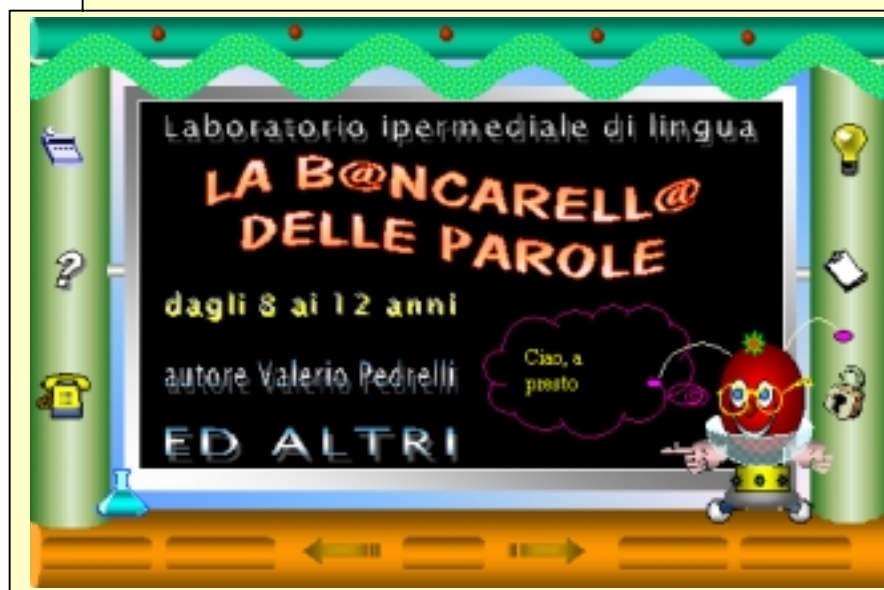 Laboratorio ipermediale di lingua
LA B@NCARELL@
DELLE PAROLE
dagli 8 ai 12 anni
autore Valerio Pedrelli
ED ALTRI
Ciao, a
presto